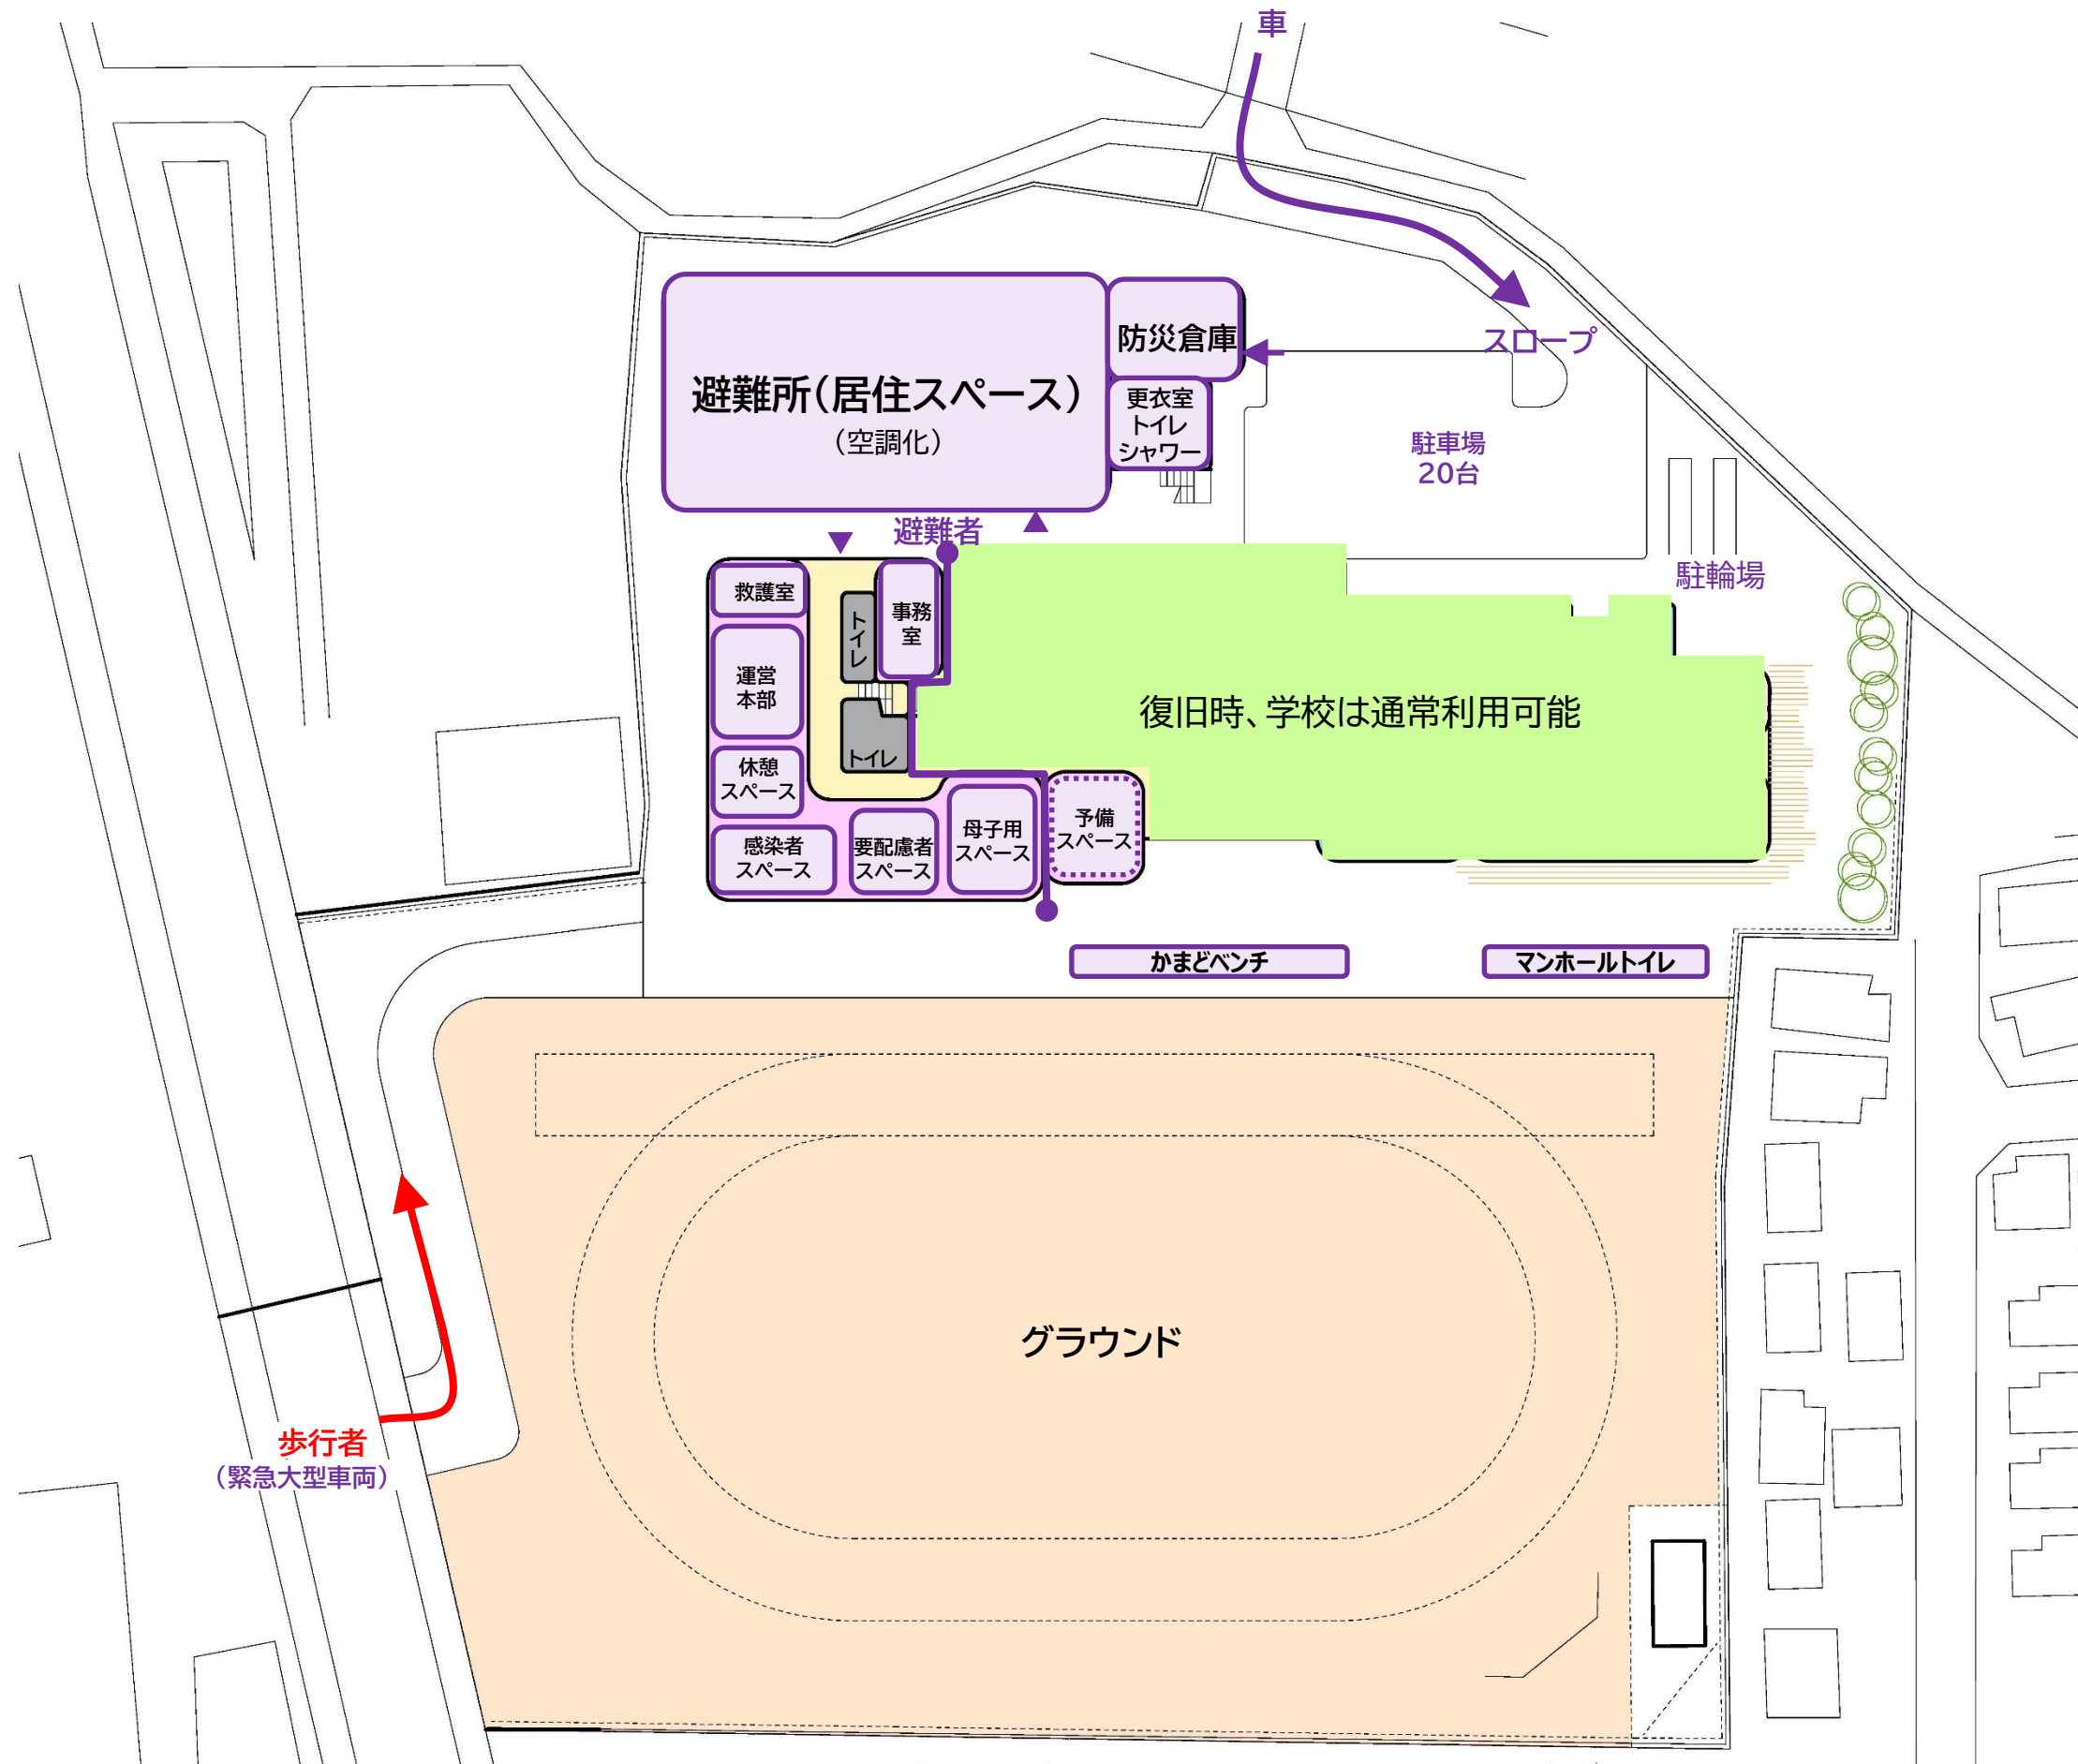 車
スロープ
防災倉庫
避難所(居住スペース)
(空調化)
更衣室
トイレ
シャワー
駐車場
20台
避難者
駐輪場
救護室
トイレ
事務
室
運営
本部
トイレ
復旧時、学校は通常利用可能
休憩
スペース
感染者
スペース
要配慮者
スペース
母子用
スペース
予備
スペース
かまどベンチ
マンホールトイレ
グラウンド
歩行者
(緊急大型車両)